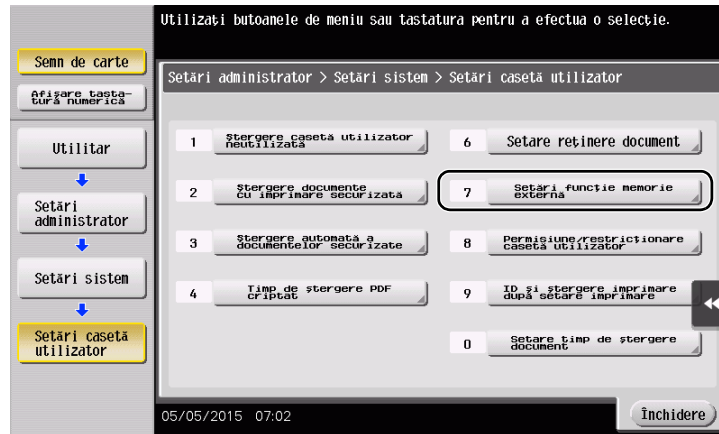 Utilizați butoanele de meniu sau tastatura pentru a efectua o selecție.
Semn de carte
Afișare tasta-
tură numerică
Utilitar
Setări
administrator
Setări sistem
Setări casetă
utilizator
Setări administrator > Setări sistem > Setări casetă utilizator
1 Ștergere casetă utilizator
neutilizată
2 Ștergere documente
cu imprimare securizată
3 Ștergere automată a
documentelor securizate
4 Timp de ștergere PDF
criptat
6 Setare reținere document
7 Setări funcție memorie
externă
8 Permisiune/restricționare
casetă utilizator
9 ID și ștergere imprimare
după setare imprimare
0 Setare timp de ștergere
document
05/05/2015 07:02
Închidere